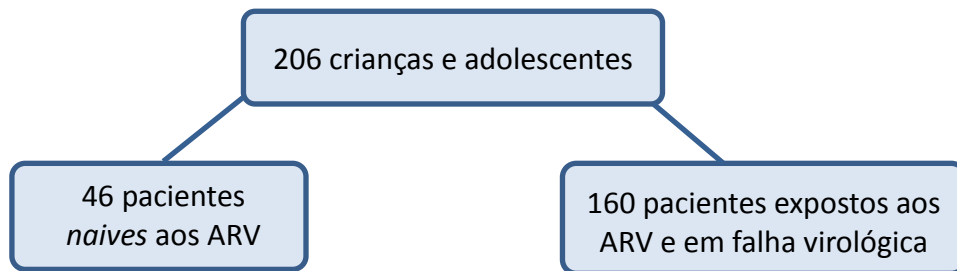 206 crianças e adolescentes
46 pacientes
naives aos ARV
160 pacientes expostos aos
ARV e em falha virológica